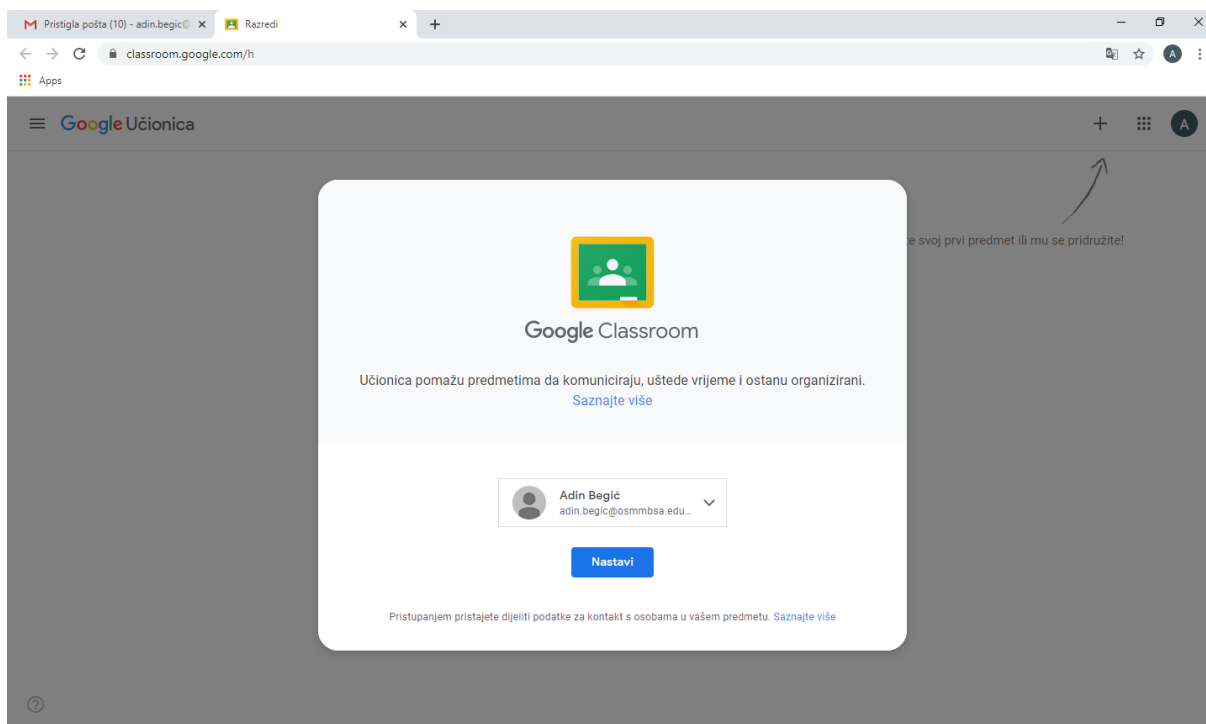 Pristigla pošta (10) - adin.begic@
Razredi
classroom.google.com/h
A
Apps
Google Učionica
A
e svoj prvi predmet ili mu se pridružite!
Google Classroom
Učionica pomažu predmetima da komuniciraju, uštede vrijeme i ostanu organizirani.
Saznajte više
Adin Begić
adin.begic@osmmbsa.edu...
Nastavi
Pristupanjem pristajete dijeliti podatke za kontakt s osobama u vašem predmetu. Saznajte više